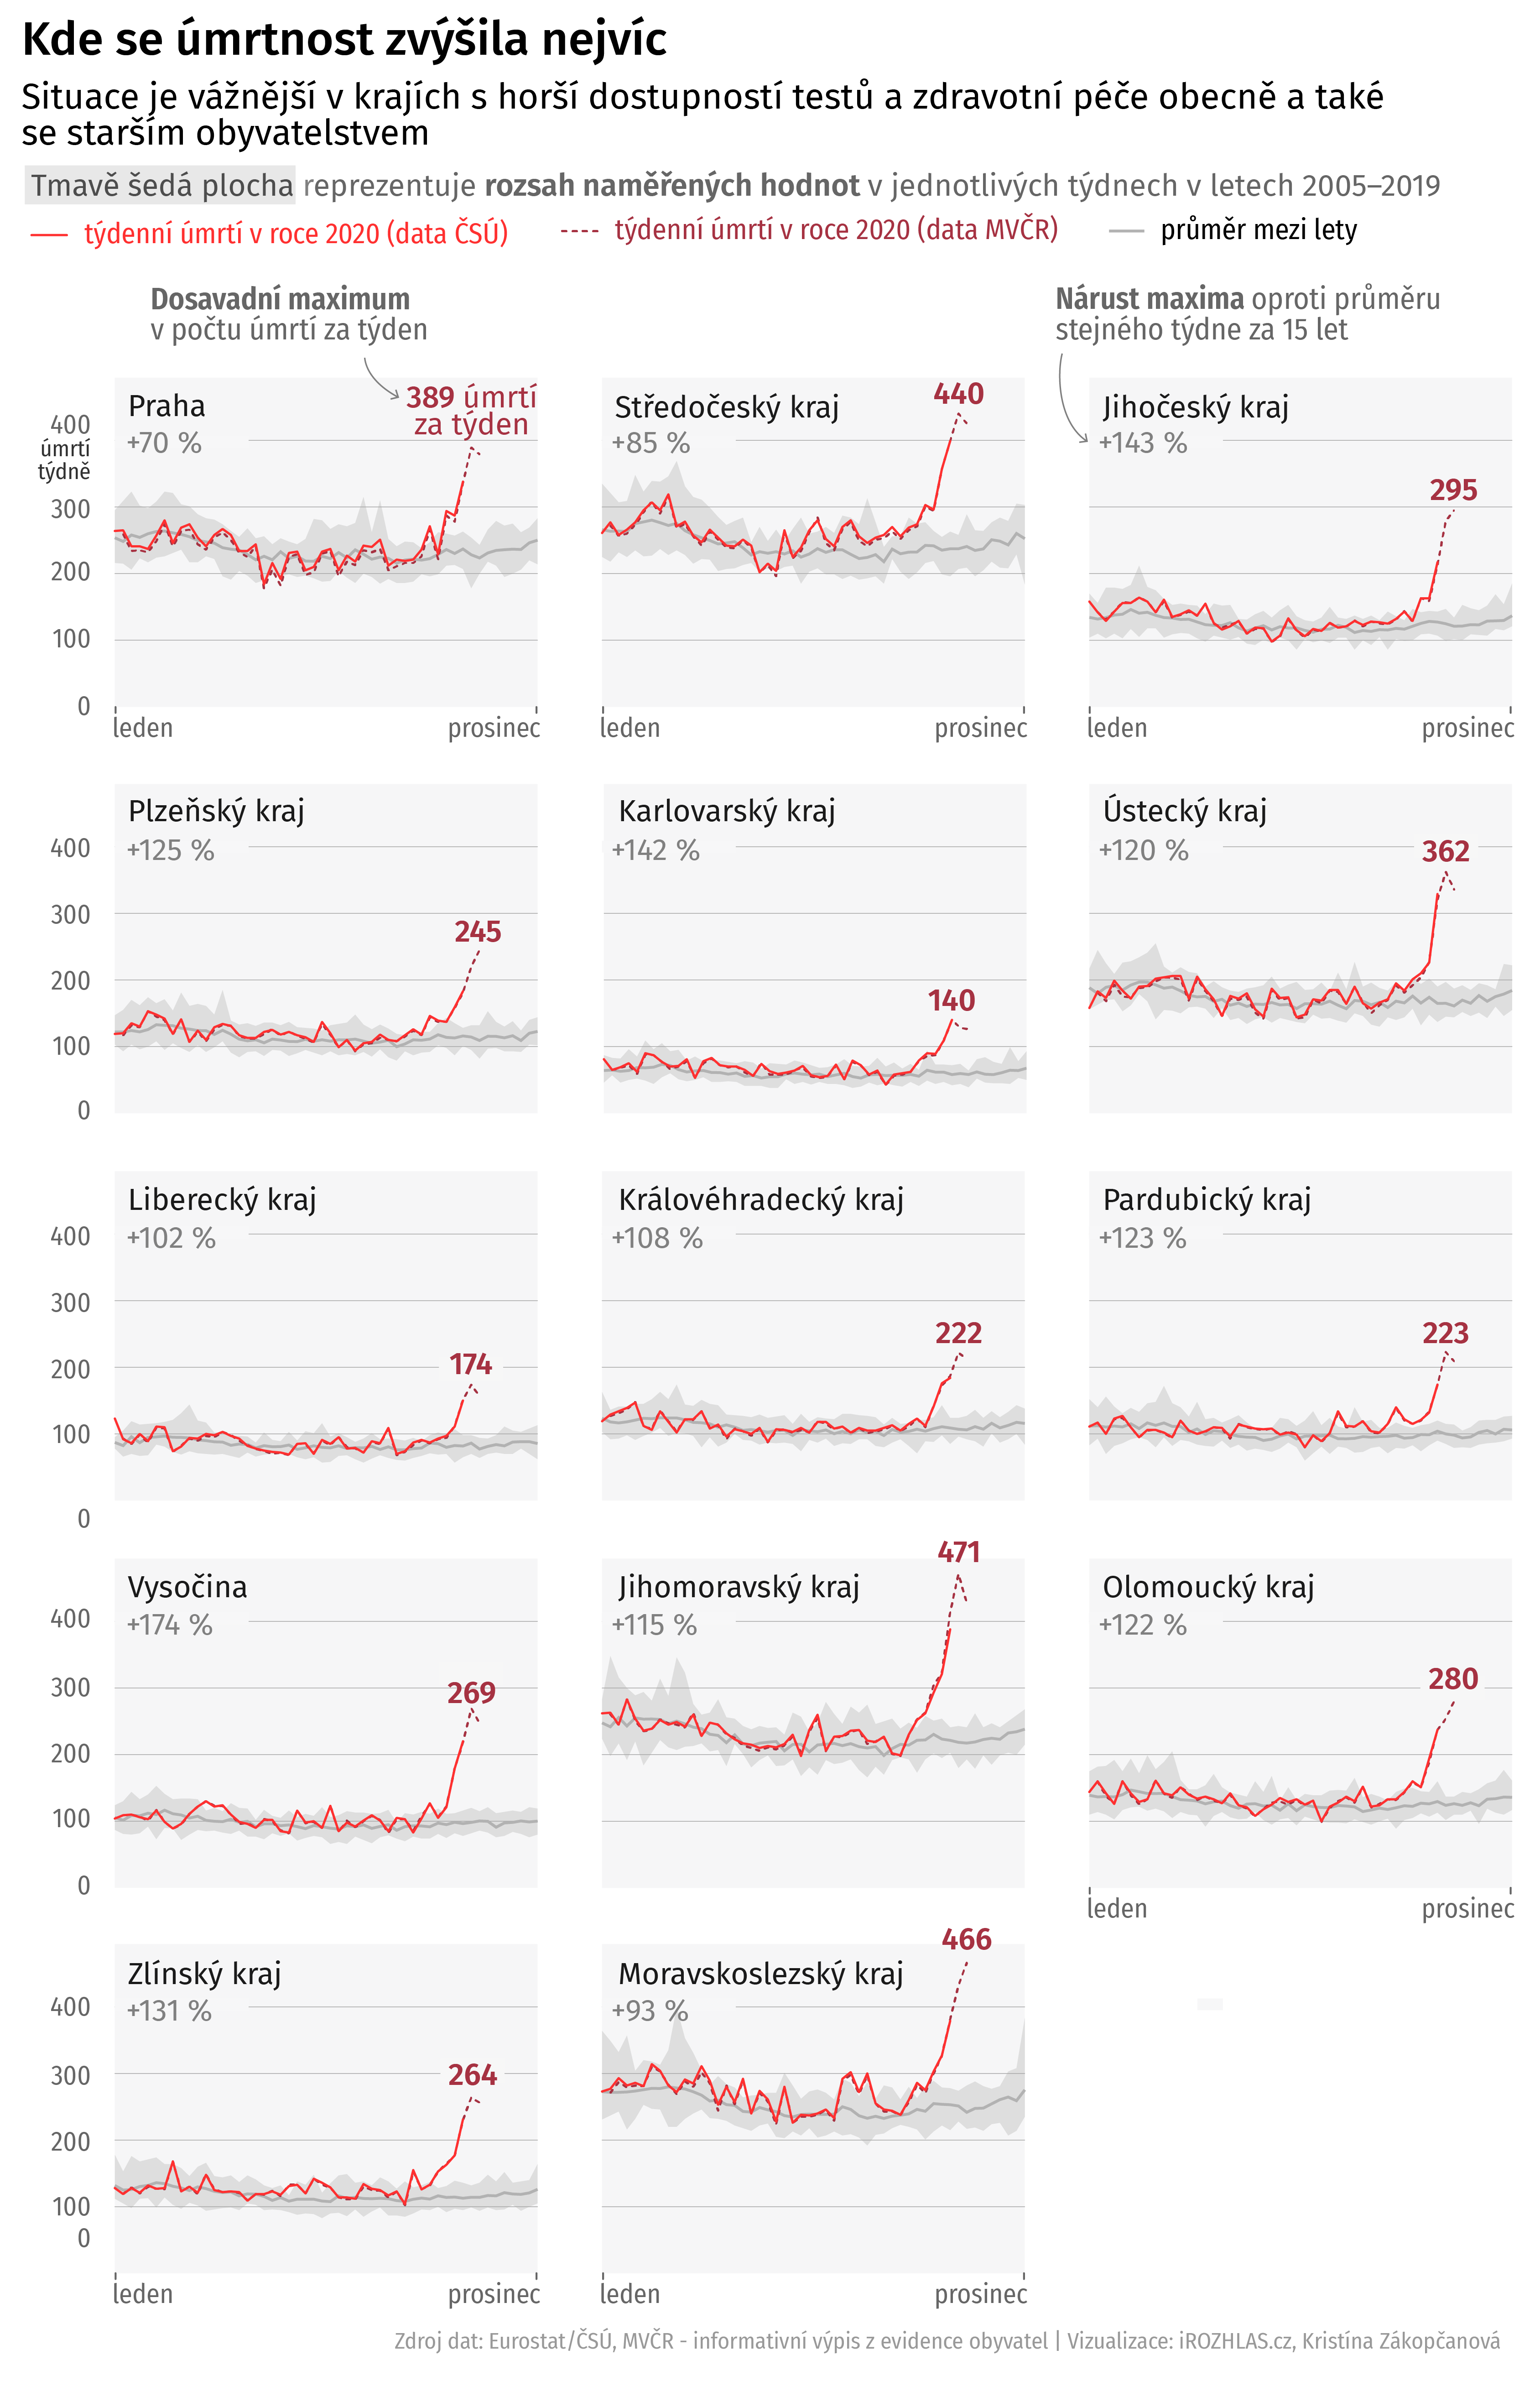 Kde se úmrtnost zvýšila nejvíc
Situace je vážnější v krajích s horší dostupností testů a zdravotní péče obecně a také
se starším obyvatelstvem
Tmavě šedá plocha reprezentuje rozsah naměřených hodnot v jednotlivých týdnech v letech 2005–2019
týdenní úmrtí v roce 2020 (data ČSÚ)
týdenní úmrtí v roce 2020 (data MVČR)
průměr mezi lety
Dosavadní maximum
v počtu úmrtí za týden
Nárust maxima oproti průměru
stejného týdne za 15 let
400
úmrtí
týdně
300
200
100
0
Praha
+70 %
389 úmrtí
za týden
leden
prosinec
Středočeský kraj
+85 %
440
leden
prosinec
Jihočeský kraj
+143 %
295
leden
prosinec
400
300
200
100
0
Plzeňský kraj
+125 %
245
Karlovarský kraj
+142 %
140
Ústecký kraj
+120 %
362
400
300
200
100
0
Liberecký kraj
+102 %
174
Královéhradecký kraj
+108 %
222
Pardubický kraj
+123 %
223
400
300
200
100
0
Vysočina
+174 %
269
Jihomoravský kraj
+115 %
471
Olomoucký kraj
+122 %
280
leden
prosinec
400
300
200
100
0
Zlínský kraj
+131 %
264
leden
prosinec
Moravskoslezský kraj
+93 %
466
leden
prosinec
Zdroj dat: Eurostat/ČSÚ, MVČR - informativní výpis z evidence obyvatel | Vizualizace: iROZHLAS.cz, Kristína Zákopčanová